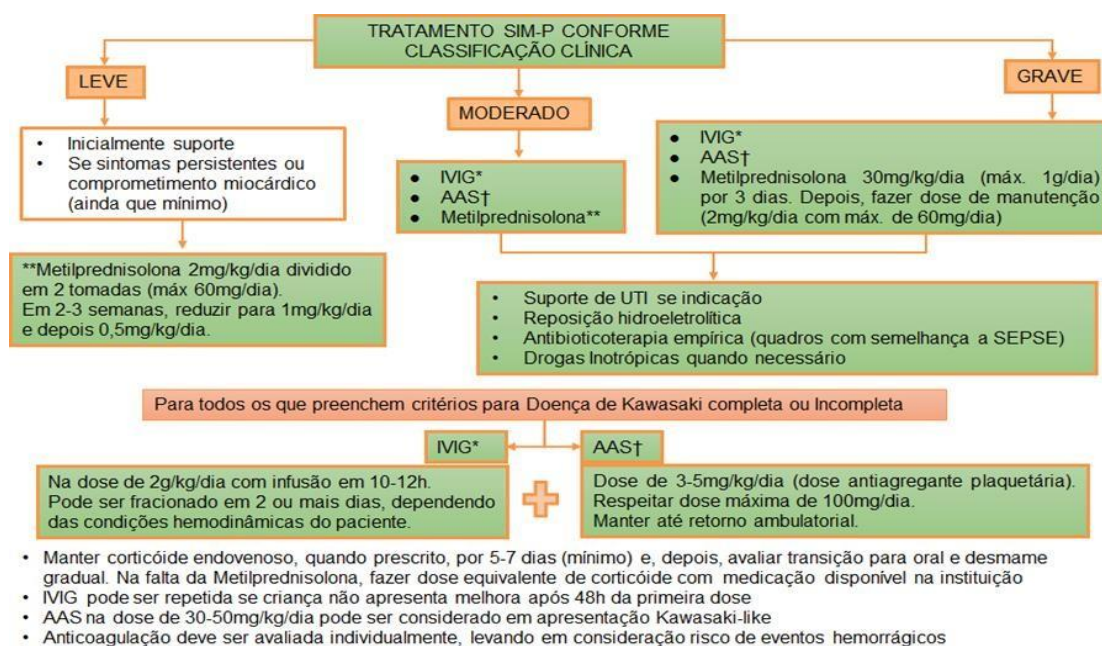 TRATAMENTO SIM-P CONFORME
CLASSIFICAÇÃO CLÍNICA
LEVE
MODERADO
GRAVE
• Inicialmente suporte
• Se sintomas persistentes ou
comprometimento miocárdico
(ainda que mínimo)
● IVIG*
● AAS†
● Metilprednisolona**
● IVIG*
● AAS†
● Metilprednisolona 30mg/kg/dia (máx. 1g/dia)
por 3 dias. Depois, fazer dose de manutenção
(2mg/kg/dia com máx. de 60mg/dia)
**Metilprednisolona 2mg/kg/dia dividido
em 2 tomadas (máx 60mg/dia).
Em 2-3 semanas, reduzir para 1mg/kg/dia
e depois 0,5mg/kg/dia.
• Suporte de UTI se indicação
• Reposição hidroeletrolítica
• Antibioticoterapia empírica (quadros com semelhança a SEPSE)
• Drogas Inotrópicas quando necessário
Para todos os que preenchem critérios para Doença de Kawasaki completa ou Incompleta
IVIG*
AAS†
Na dose de 2g/kg/dia com infusão em 10-12h.
Pode ser fracionado em 2 ou mais dias, dependendo
das condições hemodinâmicas do paciente.
Dose de 3-5mg/kg/dia (dose antiagregante plaquetária).
Respeitar dose máxima de 100mg/dia.
Manter até retorno ambulatorial.
• Manter corticóide endovenoso, quando prescrito, por 5-7 dias (mínimo) e, depois, avaliar transição para oral e desmame
gradual. Na falta da Metilprednisolona, fazer dose equivalente de corticóide com medicação disponível na instituição
• IVIG pode ser repetida se criança não apresenta melhora após 48h da primeira dose
• AAS na dose de 30-50mg/kg/dia pode ser considerado em apresentação Kawasaki-like
• Anticoagulação deve ser avaliada individualmente, levando em consideração risco de eventos hemorrágicos